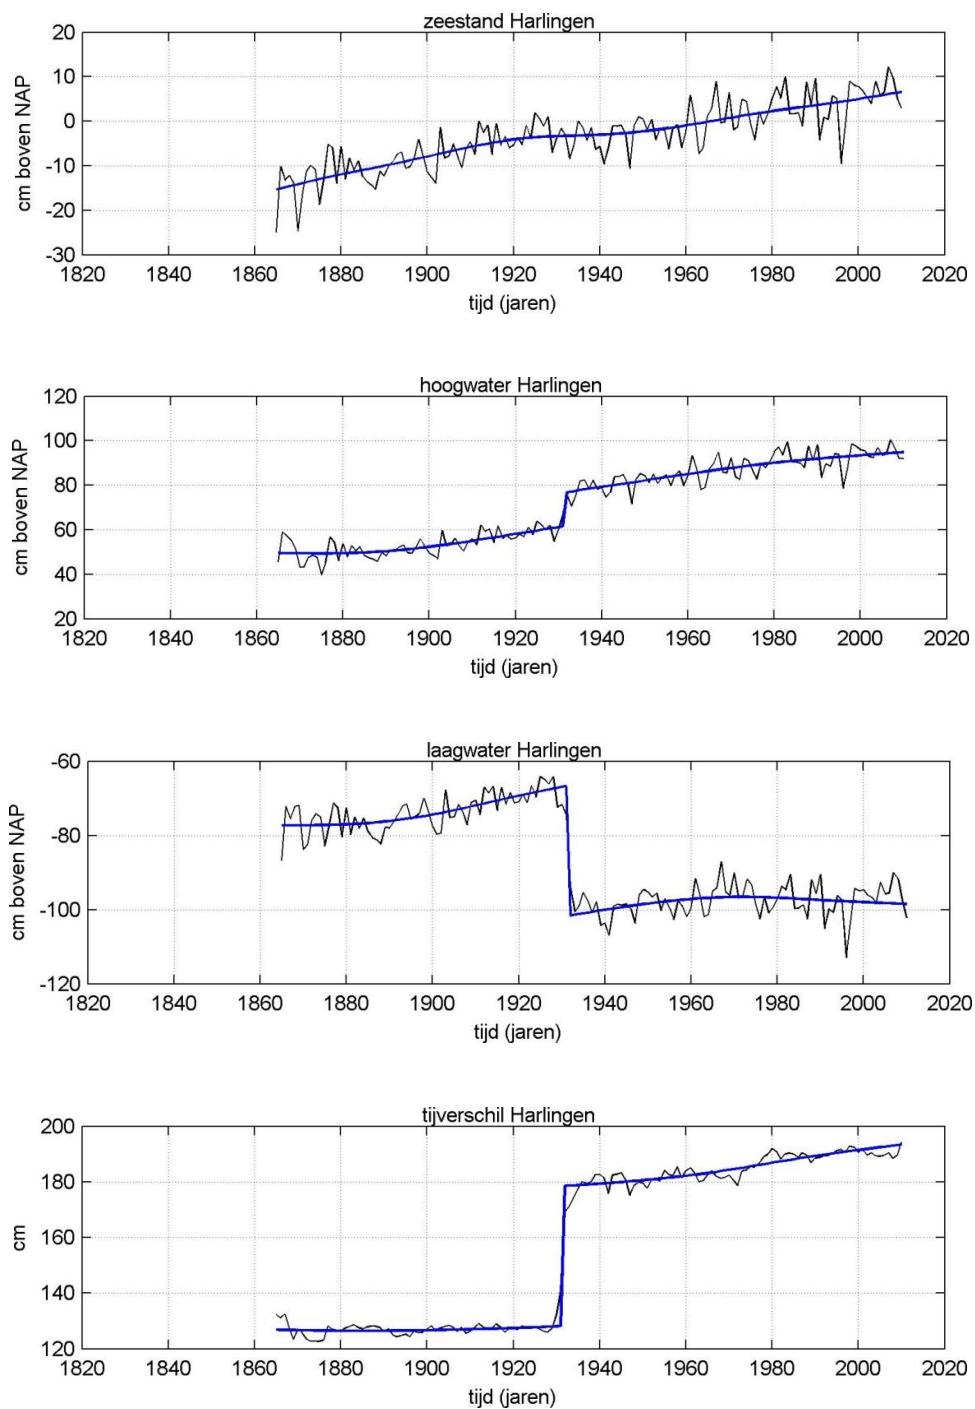 zeestand Harlingen
20
10
0
-10
-20
-30
cm boven NAP
1820 1840 1860 1880 1900 1920 1940 1960 1980 2000 2020
tijd (jaren)
hoogwater Harlingen
120
100
80
60
40
20
cm boven NAP
1820 1840 1860 1880 1900 1920 1940 1960 1980 2000 2020
tijd (jaren)
laagwater Harlingen
-60
-80
-100
-120
cm boven NAP
1820 1840 1860 1880 1900 1920 1940 1960 1980 2000 2020
tijd (jaren)
tijverschil Harlingen
200
180
160
140
120
cm
1820 1840 1860 1880 1900 1920 1940 1960 1980 2000 2020
tijd (jaren)